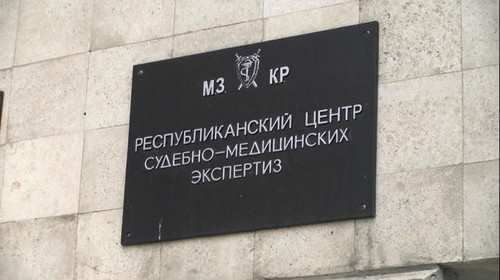 МЗ КР
РЕСПУБЛИКАНСКИЙ ЦЕНТР
СУДЕБНО-МЕДИЦИНСКИХ
ЭКСПЕРТИЗ